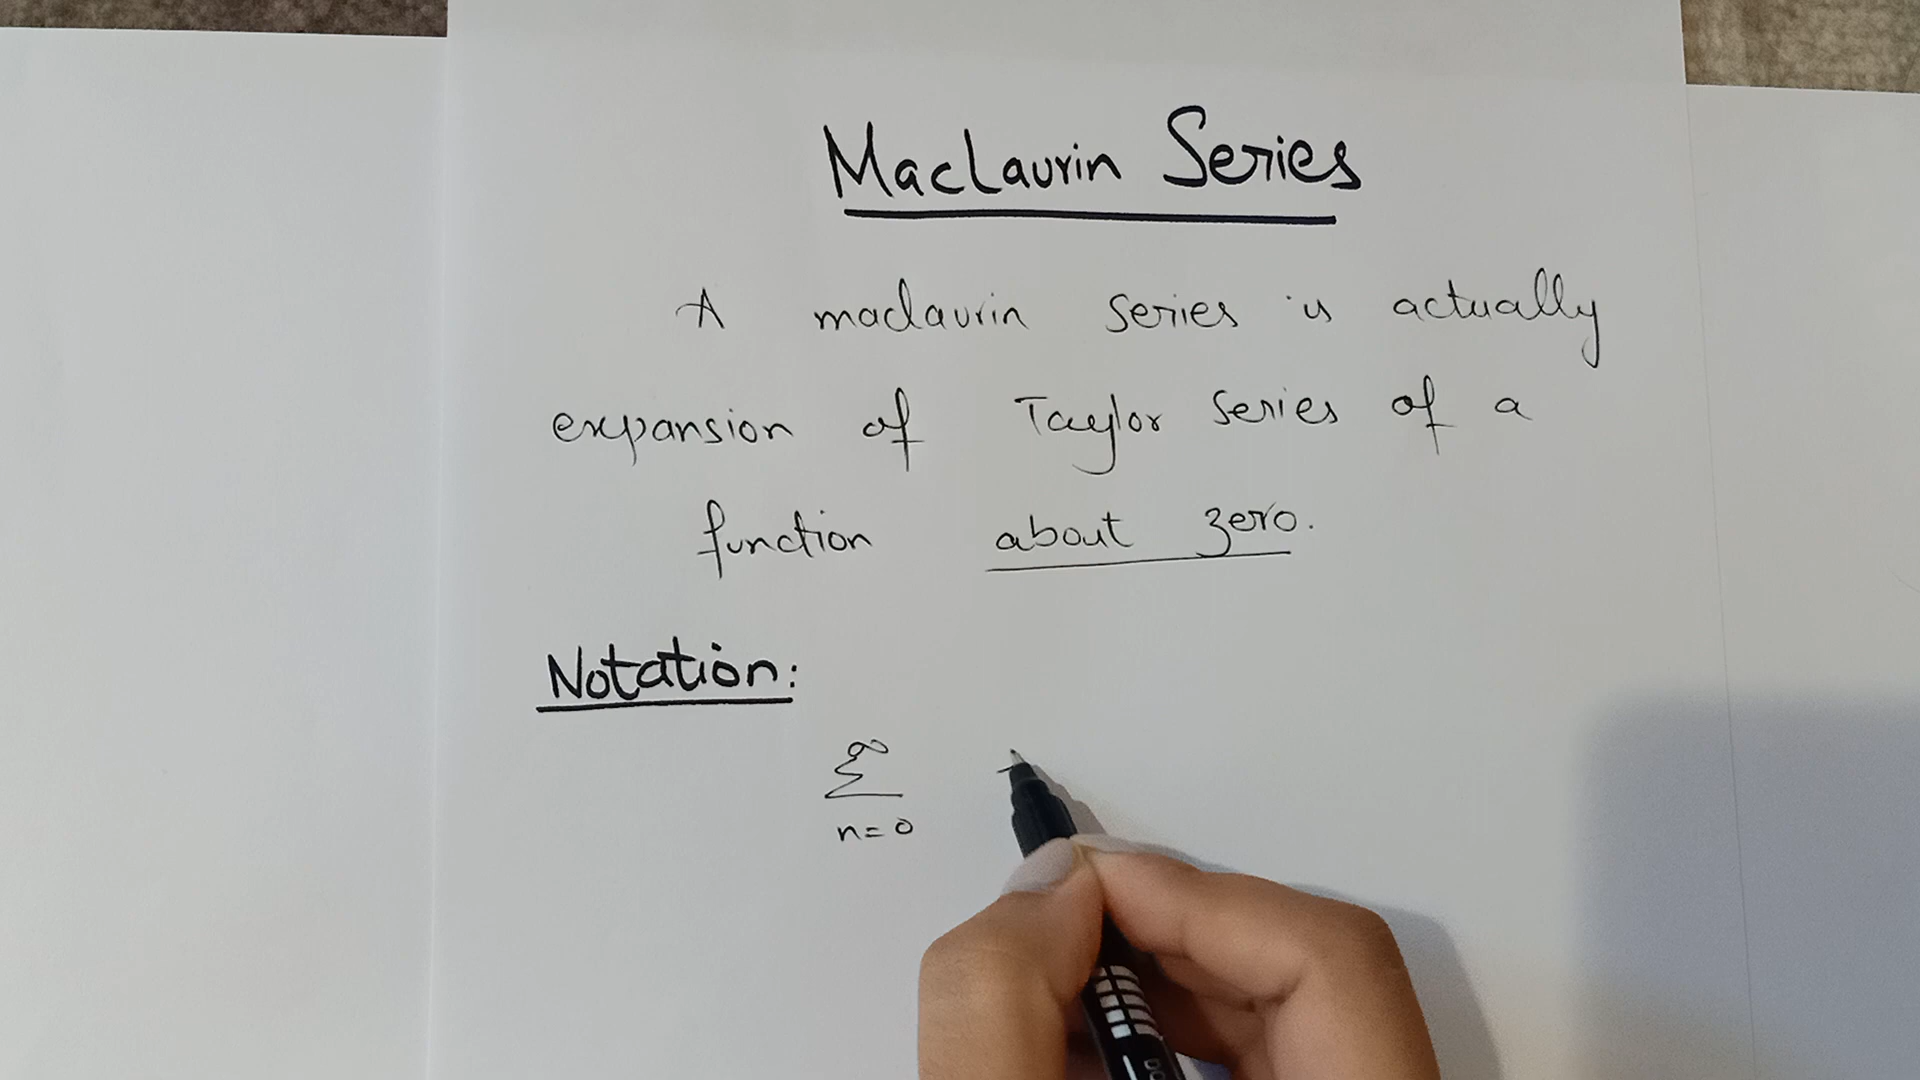 MacLaurin Series
A maclaurin series is actually
expansion of Taylor series of a
function about zero.
Notation:
∞
Σ
n=0